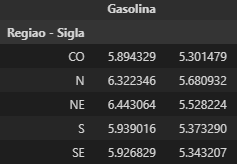 Gasolina
Regiao - Sigla
CO 5.894329 5.301479
N 6.322346 5.680932
NE 6.443064 5.528224
S 5.939016 5.373290
SE 5.926829 5.343207